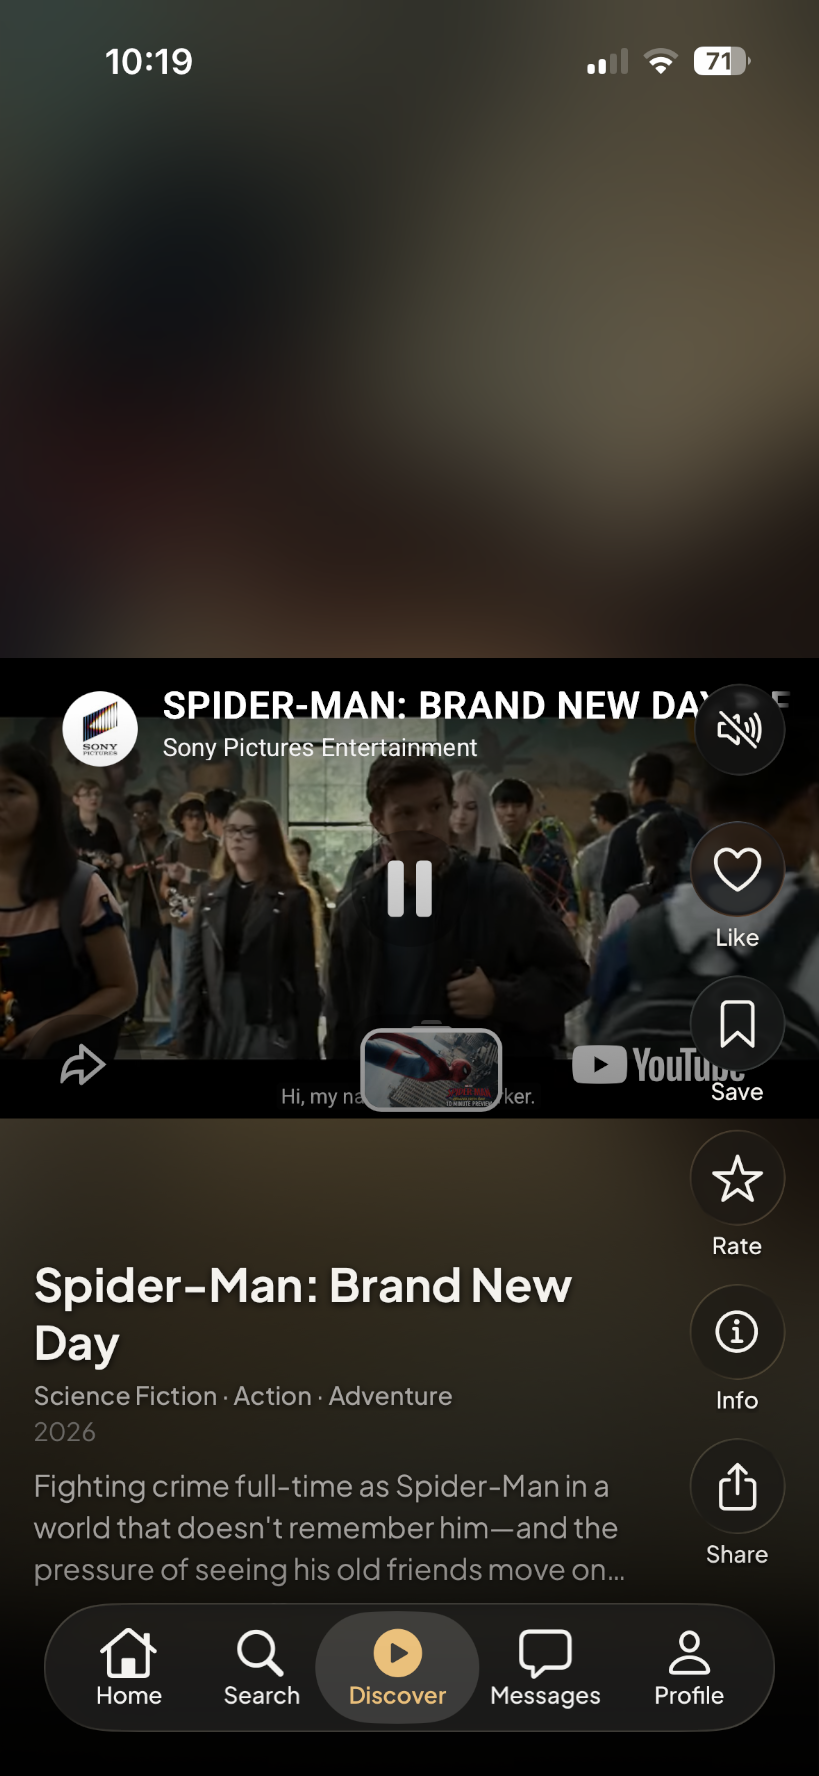 10:19
71
SPIDER-MAN: BRAND NEW DAY
Sony Pictures Entertainment
SONY
PICTURES
Like
YouTube
Hi, my
Save
Rate
Spider-Man: Brand New
Day
Science Fiction · Action · Adventure
2026
Info
Fighting crime full-time as Spider-Man in a
world that doesn't remember him—and the
pressure of seeing his old friends move on...
Share
Home
Search
Discover
Messages
Profile